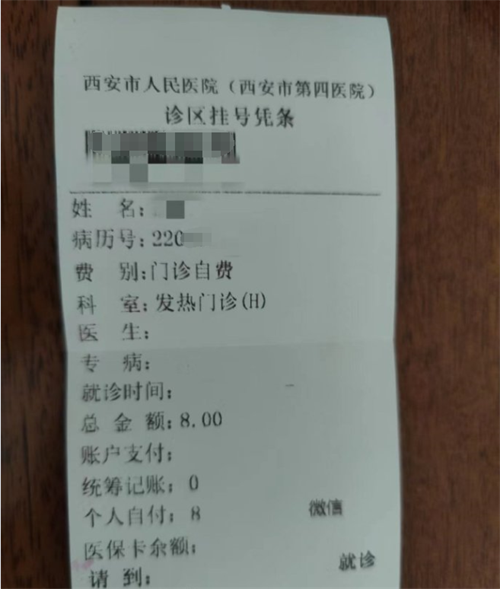 西安市人民医院（西安市第四医院）
诊区挂号凭条
姓 名:
病历号:220
费 别:门诊自费
科 室:发热门诊(H)
医 生:
专 病:
就诊时间:
总 金 额:8.00
账户支付:
统筹记账: 0
个人自付: 8 微信
医保卡余额:
就诊
请 到: